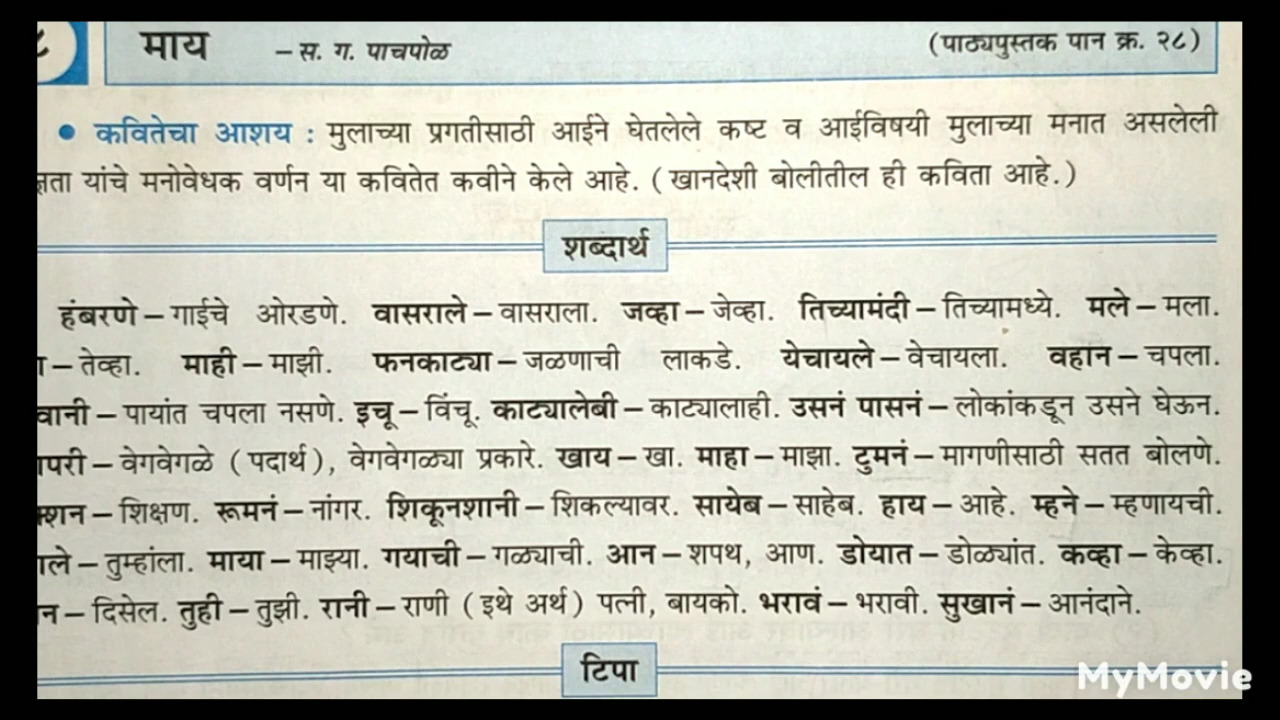 माय – स. ग. पाचपोळ (पाठ्यपुस्तक पान क्र. २८)
• कवितेचा आशय : मुलाच्या प्रगतीसाठी आईने घेतलेले कष्ट व आईविषयी मुलाच्या मनात असलेली
यांचे मनोवेधक वर्णन या कवितेत कवीने केले आहे. ( खानदेशी बोलीतील ही कविता आहे.)
शब्दार्थ
हंबरणे – गाईचे ओरडणे. वासराले – वासराला. जव्हा – जेव्हा. तिच्यामंदी – तिच्यामध्ये. मले – मला.
– तेव्हा. माही – माझी. फनकाट्या – जळणाची लाकडे. येचायले – वेचायला. वहान – चपला.
वानी – पायांत चपला नसणे. इचू – विंचू. काट्यालेबी – काट्यालाही. उसनं पासनं – लोकांकडून उसने घेऊन.
परी – वेगवेगळे ( पदार्थ ), वेगवेगळ्या प्रकारे. खाय – खा. माहा – माझा. टुमनं – मागणीसाठी सतत बोलणे.
शन – शिक्षण. रूमनं – नांगर. शिकूनशानी – शिकल्यावर. सायेब – साहेब. हाय – आहे. म्हने – म्हणायची.
ले – तुम्हांला. माया – माझ्या. गयाची – गळ्याची. आन – शपथ, आण. डोयात – डोळ्यांत. कव्हा – केव्हा.
न – दिसेल. तुही – तुझी. रानी – राणी ( इथे अर्थ ) पत्नी, बायको. भरावं – भरावी. सुखानं – आनंदाने.
टिपा
MyMovie